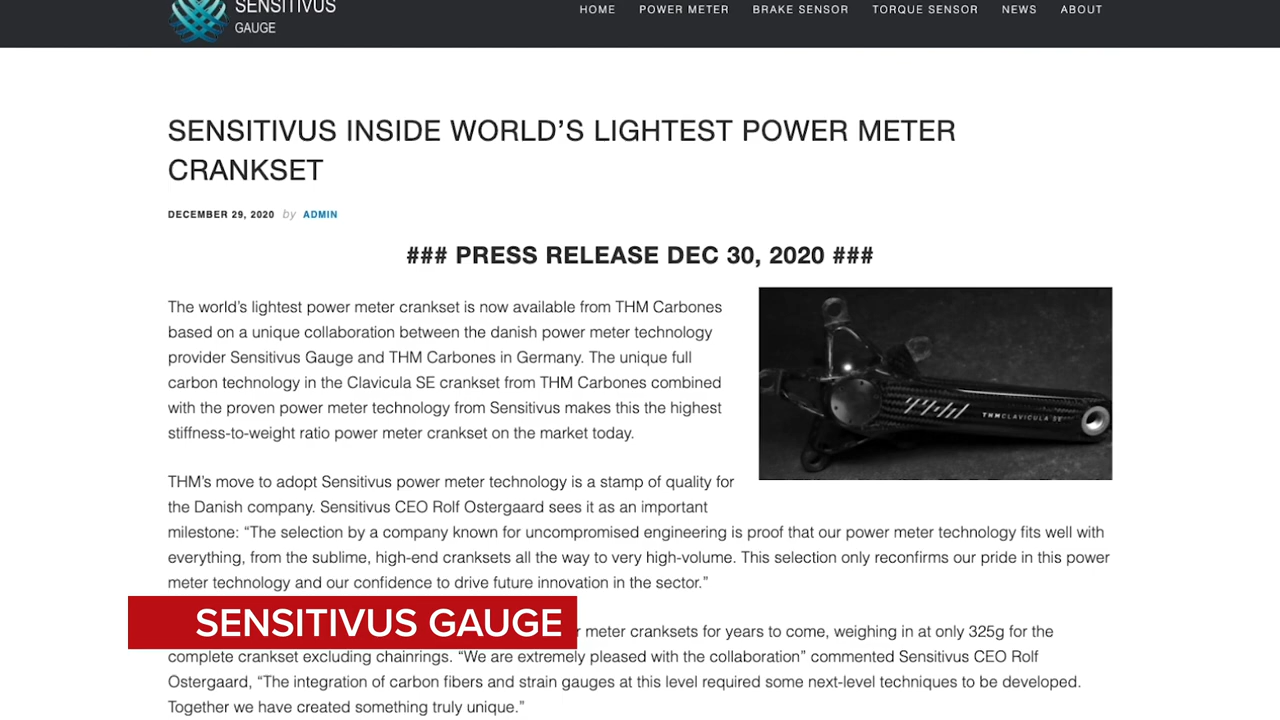 SENSITIVUS
GAUGE
HOME POWER METER BRAKE SENSOR TORQUE SENSOR NEWS ABOUT
SENSITIVUS INSIDE WORLD’S LIGHTEST POWER METER
CRANKSET
DECEMBER 29, 2020 by ADMIN
### PRESS RELEASE DEC 30, 2020 ###
The world’s lightest power meter crankset is now available from THM Carbones
based on a unique collaboration between the danish power meter technology
provider Sensitivus Gauge and THM Carbones in Germany. The unique full
carbon technology in the Clavicula SE crankset from THM Carbones combined
with the proven power meter technology from Sensitivus makes this the highest
stiffness-to-weight ratio power meter crankset on the market today.
THMCLAVICULA SE
THM’s move to adopt Sensitivus power meter technology is a stamp of quality for
the Danish company. Sensitivus CEO Rolf Ostergaard sees it as an important
milestone: “The selection by a company known for uncompromised engineering is proof that our power meter technology fits well with
everything, from the sublime, high-end cranksets all the way to very high-volume. This selection only reconfirms our pride in this power
meter technology and our confidence to drive future innovation in the sector.”
SENSITIVUS GAUGE
meter cranksets for years to come, weighing in at only 325g for the
complete crankset excluding chainrings. “We are extremely pleased with the collaboration” commented Sensitivus CEO Rolf
Ostergaard, “The integration of carbon fibers and strain gauges at this level required some next-level techniques to be developed.
Together we have created something truly unique.”